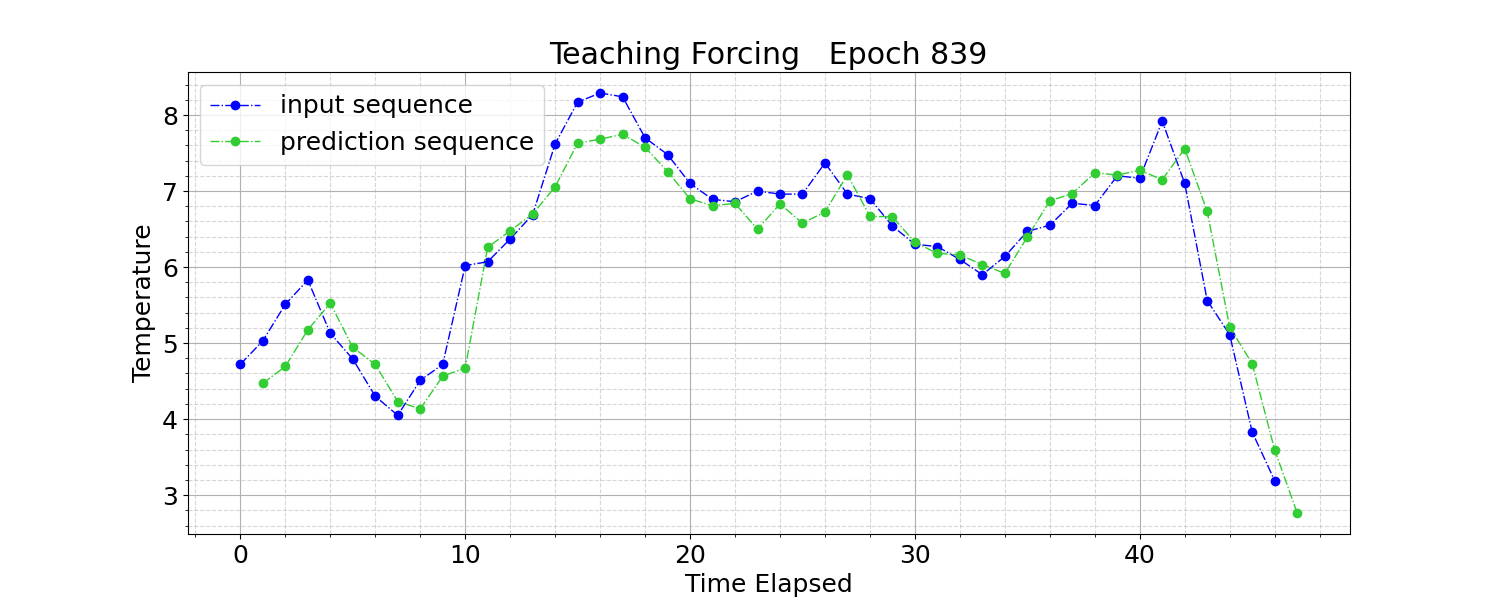 Teaching Forcing   Epoch 839
input sequence
prediction sequence
8
7
6
5
4
3
Temperature
0 10 20 30 40
Time Elapsed